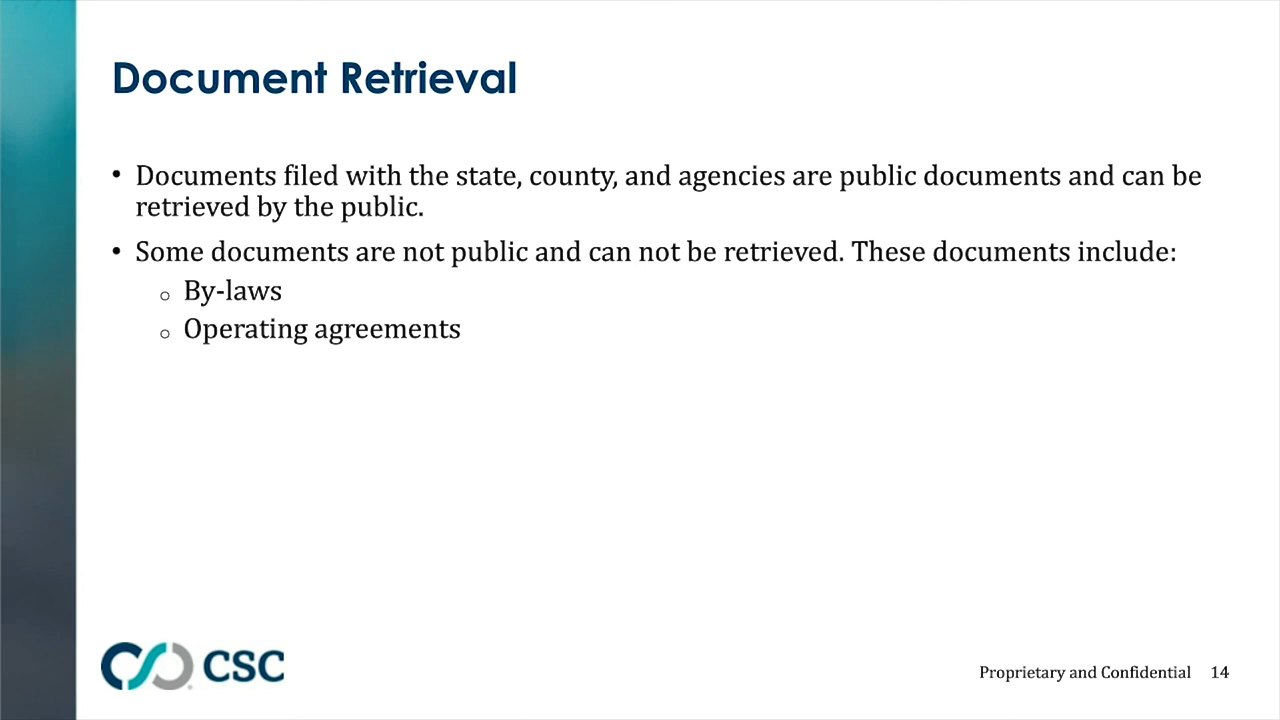 Document Retrieval
• Documents filed with the state, county, and agencies are public documents and can be
retrieved by the public.
• Some documents are not public and can not be retrieved. These documents include:
o By-laws
o Operating agreements
CSC
Proprietary and Confidential 14